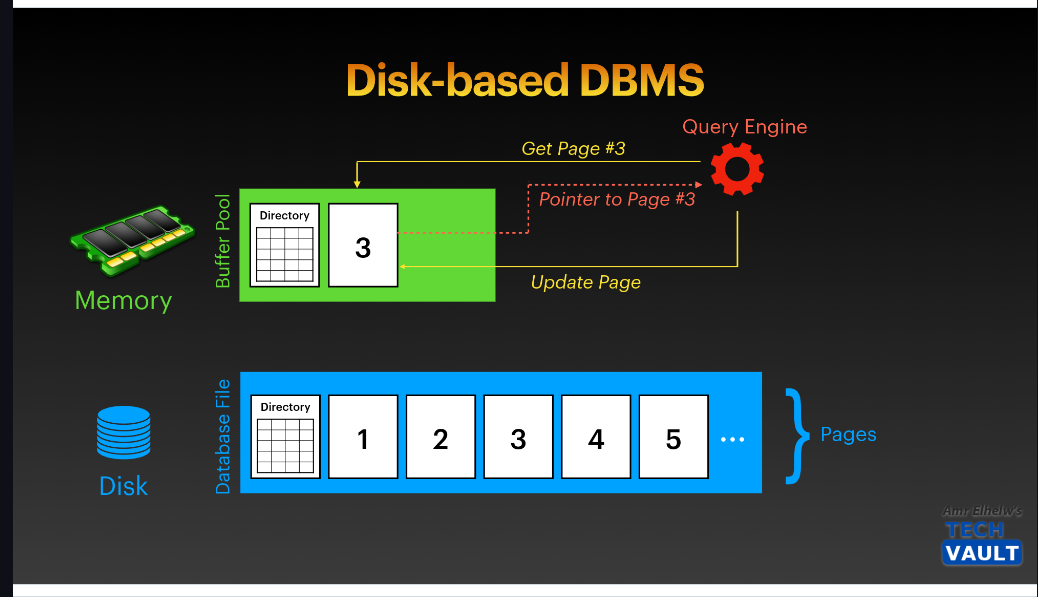 Disk-based DBMS
Query Engine
Get Page #3
Pointer to Page #3
Buffer Pool
Directory
3
Update Page
Memory
Database File
Directory
1
2
3
4
5
...
Pages
Disk
Amr Elhelw's
TECH
VAULT